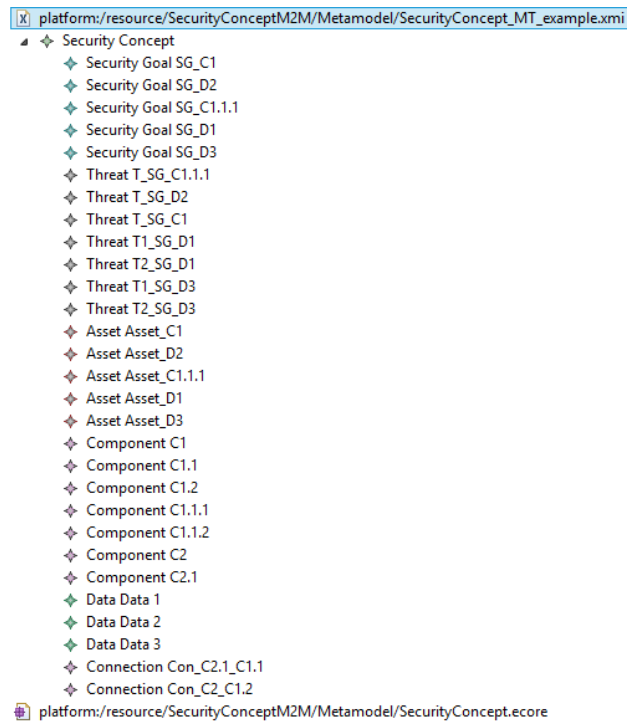 platform:/resource/SecurityConceptM2M/Metamodel/SecurityConcept_MT_example.xmi
Security Concept
Security Goal SG_C1
Security Goal SG_D2
Security Goal SG_C1.1.1
Security Goal SG_D1
Security Goal SG_D3
Threat T_SG_C1.1.1
Threat T_SG_D2
Threat T_SG_C1
Threat T1_SG_D1
Threat T2_SG_D1
Threat T1_SG_D3
Threat T2_SG_D3
Asset Asset_C1
Asset Asset_D2
Asset Asset_C1.1.1
Asset Asset_D1
Asset Asset_D3
Component C1
Component C1.1
Component C1.2
Component C1.1.1
Component C1.1.2
Component C2
Component C2.1
Data Data 1
Data Data 2
Data Data 3
Connection Con_C2.1_C1.1
Connection Con_C2_C1.2
platform:/resource/SecurityConceptM2M/Metamodel/SecurityConcept.ecore